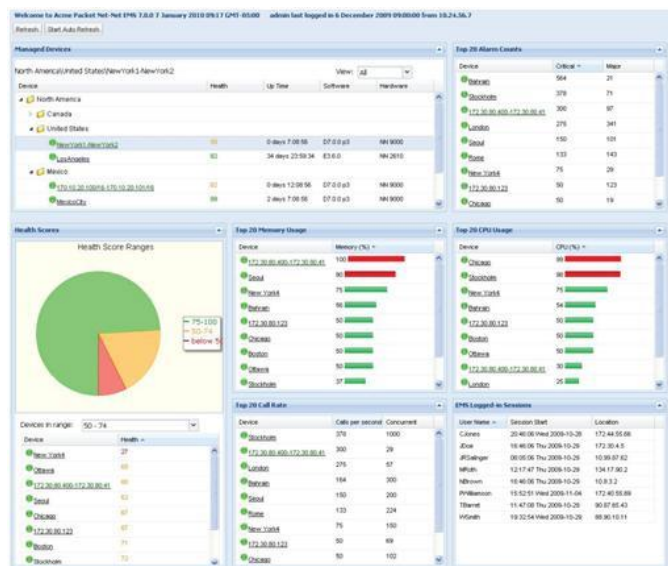 Welcome to Acme Packet Net-Net EMS 7.0.0 7 January 2010 09:17 GMT-05:00 admin last logged in 6 December 2009 09:00:00 from 10.24.56.7
Refresh Start Auto Refresh
Managed Devices
North America\United States\NewYork1-NewYork2 View: All
Device Health Up Time Software Hardware
North America
Canada
United States
NewYork1-NewYork2 0 days 7:08:56 D7.0.0 p3 NN 9000
LosAngeles 34 days 23:59:34 E3.6.0 NN 2610
Mexico
0 days 12:08:56 D7.0.0 p3 NN 9000
MexicoCity 2 days 7:08:56 D7.0.0 p3 NN 9000
Top 20 Alarm Counts
Device Critical Major
Bahrain 564 21
Stockholm 378 71
172.30.80.400-172.30.80.41 300 97
London 275 341
Seoul 150 101
Rome 133 143
New York4 75 29
172.30.80.123 50 123
Chicago 50 19
Health Scores
Health Score Ranges
75-100
50-74
below 50
Devices in range: 50 - 74
Device Health
New York4 27
Ottawa
172.30.80.400-172.30.80.41
Seoul 63
Chicago 67
172.30.80.123 67
Boston 71
Stockholm 73
Top 20 Memory Usage
Device Memory (%)
172.30.80.400-172.30.80.41 100
Seoul 90
New York4 75
Bahrain 56
172.30.80.123 50
Chicago 50
Boston 50
Ottawa 50
Stockholm 37
Top 20 CPU Usage
Device CPU (%)
Chicago 99
Stockholm 98
New York4 75
Bahrain 54
172.30.80.123 50
Boston 50
Ottawa 50
172.30.80.400-172.30.80.41 30
London 25
Top 20 Call Rate
Device Calls per second Concurrent
Stockholm 378 1000
172.30.80.400-172.30.80.41 300 29
London 275 57
Bahrain 164 300
Seoul 150 200
Rome 133 224
New York4 75 150
172.30.80.123 50 69
Chicago 50 102
EMS Logged-in Sessions
User Name Session Start Location
CJones 20:46:06 Wed 2009-10-28 172.44.55.66
JDoe 16:46:06 Thu 2009-10-29 172.30.4.5
JRSalinger 06:05:06 Thu 2009-10-29 10.99.87.62
MRoth 12:17:47 Thu 2009-10-29 134.17.90.2
NBrown 16:46:06 Thu 2009-10-29 10.9.3.2
PWilliamson 15:52:51 Wed 2009-11-04 172.40.55.89
TBarret 11:47:08 Thu 2009-10-29 90.87.65.43
WSmith 19:32:54 Wed 2009-10-28 88.90.10.11